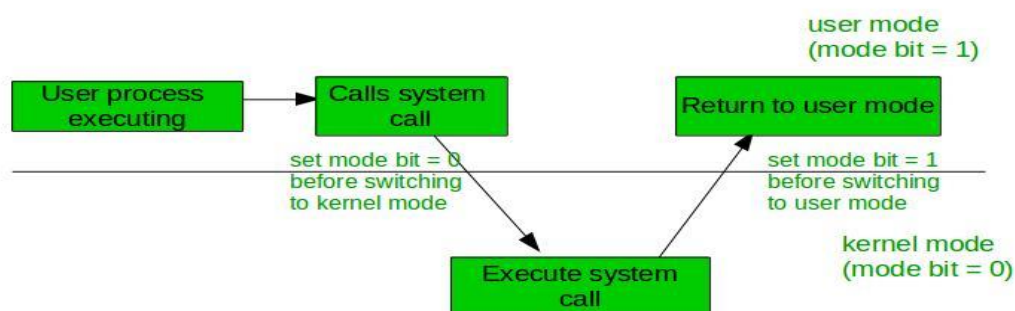 user mode
(mode bit = 1)
User process
executing
Calls system
call
Return to user mode
set mode bit = 0
before switching
to kernel mode
set mode bit = 1
before switching
to user mode
kernel mode
(mode bit = 0)
Execute system
call